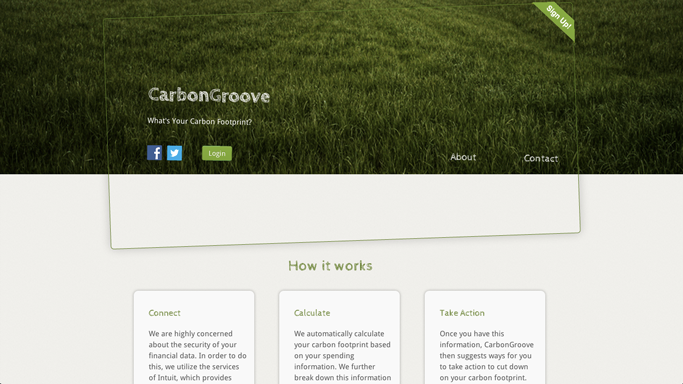 Sign Up!
CarbonGroove
What's Your Carbon Footprint?
Login
About
Contact
How it works
Connect
We are highly concerned
about the security of your
financial data. In order to do
this, we utilize the services
of Intuit, which provides
Calculate
We automatically calculate
your carbon footprint based
on your spending
information. We further
break down this information
Take Action
Once you have this
information, CarbonGroove
then suggests ways for you
to take action to cut down
on your carbon footprint.